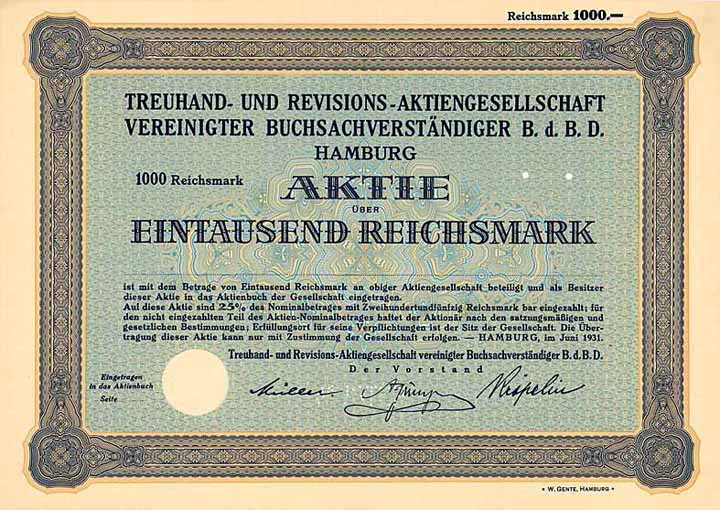 Reichsmark 1000.—
TREUHAND- UND REVISIONS-AKTIENGESELLSCHAFT
VEREINIGTER BUCHSACHVERSTÄNDIGER B. d. B. D.
HAMBURG
1000 Reichsmark
AKTIE
ÜBER
EINTAUSEND REICHSMARK
ist mit dem Betrage von Eintausend Reichsmark an obiger Aktiengesellschaft beteiligt und als Besitzer
dieser Aktie in das Aktienbuch der Gesellschaft eingetragen.
Auf diese Aktie sind 25% des Nominalbetrages mit Zweihundertundfünfzig Reichsmark bar eingezahlt; für
den nicht eingezahlten Teil des Aktien-Nominalbetrages haftet der Aktionär nach den satzungsmäßigen und
gesetzlichen Bestimmungen; Erfüllungsort für seine Verpflichtungen ist der Sitz der Gesellschaft. Die Über-
tragung dieser Aktie kann nur mit Zustimmung der Gesellschaft erfolgen. — HAMBURG, im Juni 1931.
Treuhand- und Revisions-Aktiengesellschaft vereinigter Buchsachverständiger B. d. B. D.
Der Vorstand
Eingetragen
in das Aktienbuch
Seite
Müller
• W. GENTE, HAMBURG •